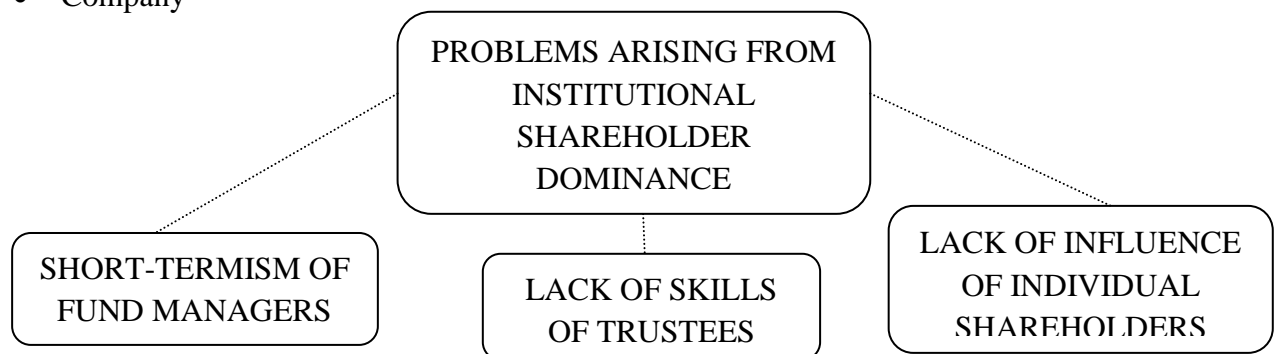 • Company
PROBLEMS ARISING FROM
INSTITUTIONAL
SHAREHOLDER
DOMINANCE
SHORT-TERMISM OF
FUND MANAGERS
LACK OF SKILLS
OF TRUSTEES
LACK OF INFLUENCE
OF INDIVIDUAL
SHAREHOLDERS